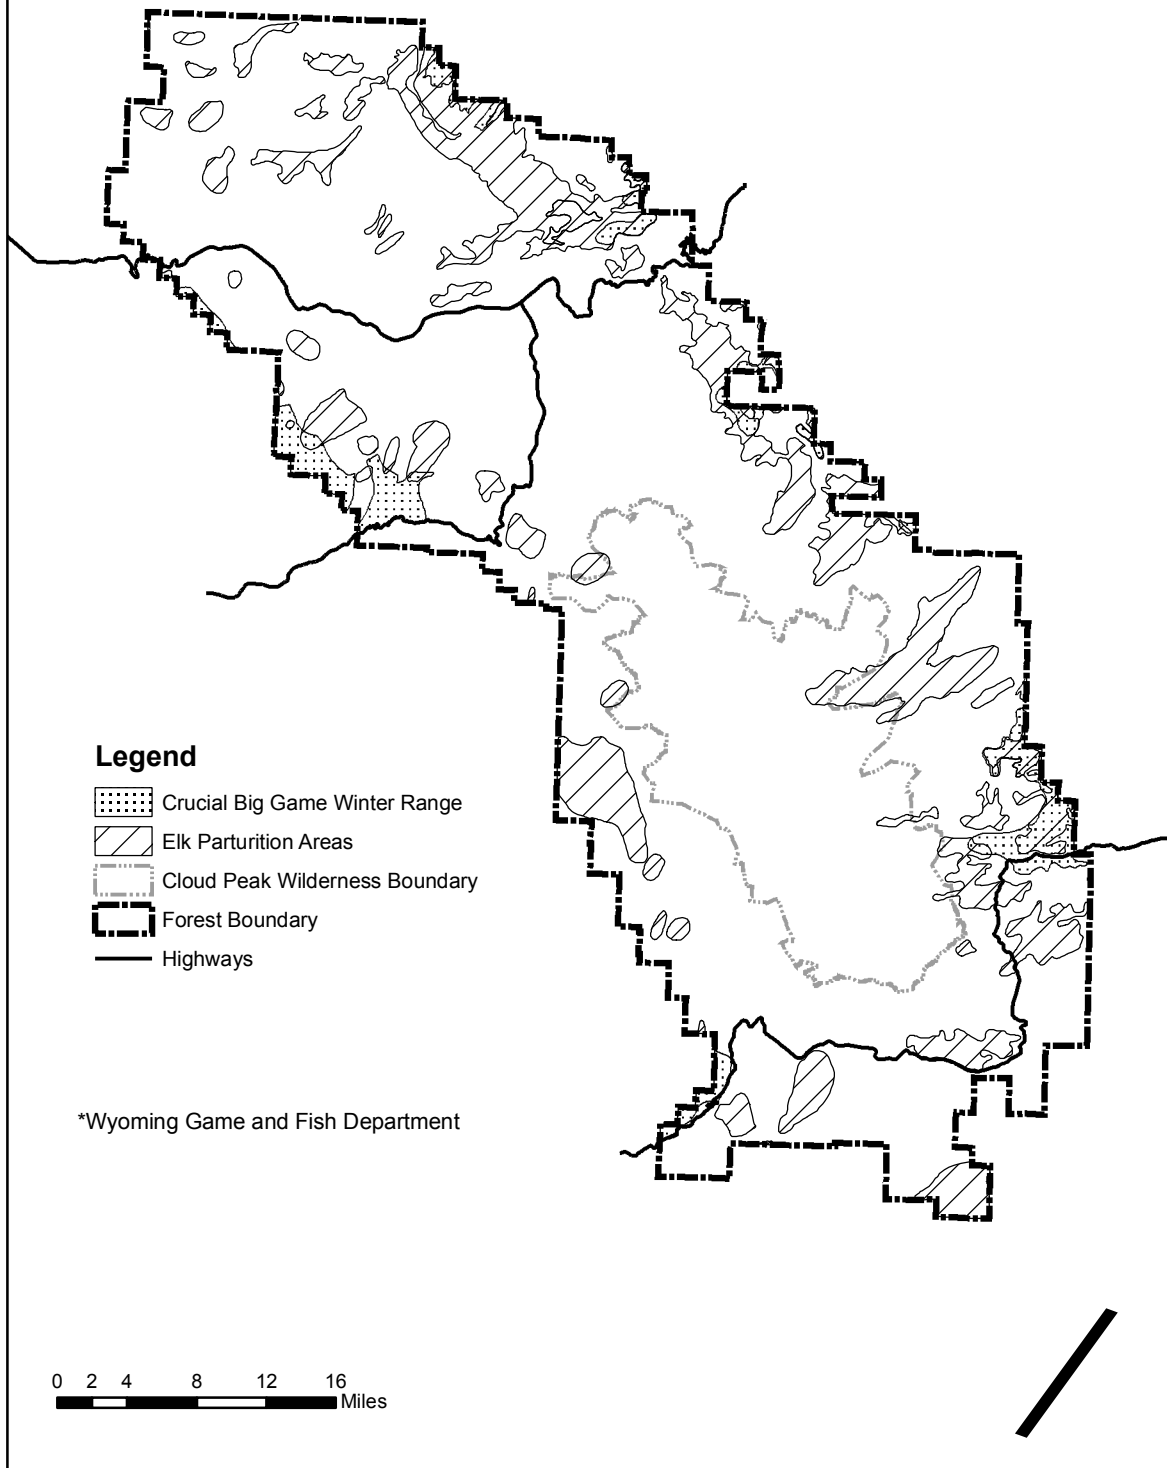 Legend
Crucial Big Game Winter Range
Elk Parturition Areas
Cloud Peak Wilderness Boundary
Forest Boundary
Highways
*Wyoming Game and Fish Department
0 2 4 8 12 16
Miles